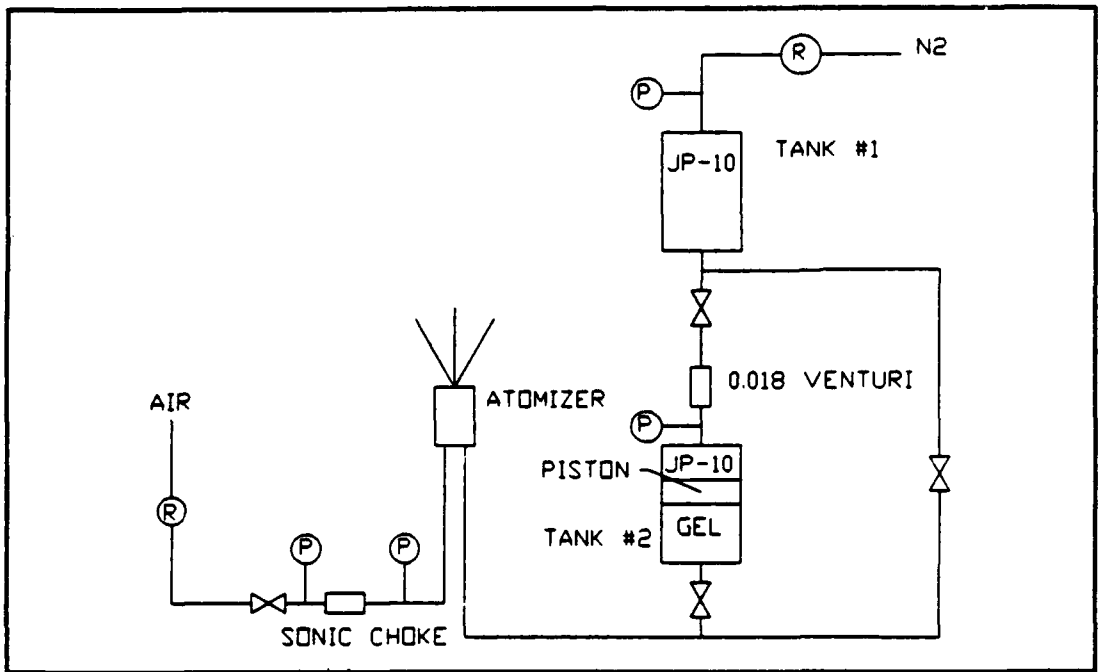 R
N2
P
JP-10
TANK #1
0.018 VENTURI
ATOMIZER
AIR
P
JP-10
PISTON
R
GEL
TANK #2
P
P
SONIC CHOKE